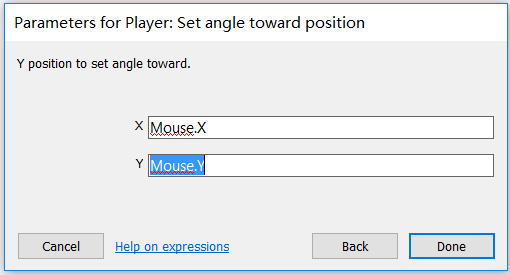 Parameters for Player: Set angle toward position
Y position to set angle toward.
X Mouse.X
Y Mouse.Y
Cancel Help on expressions Back Done